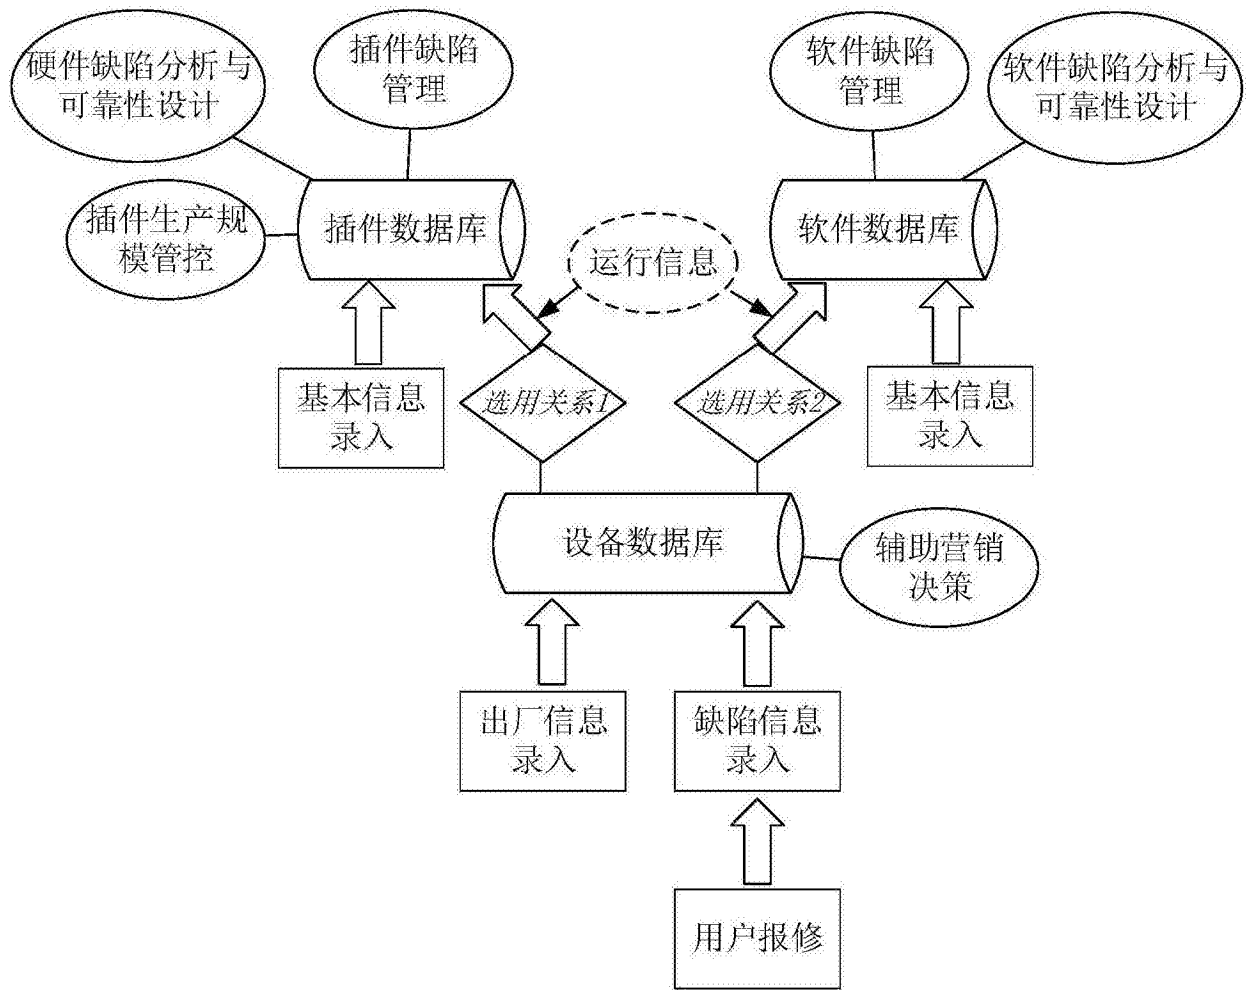 硬件缺陷分析与
可靠性设计
插件缺陷
管理
软件缺陷
管理
软件缺陷分析与
可靠性设计
插件生产规
模管控
插件数据库
运行信息
软件数据库
基本信息
录入
选用关系1
选用关系2
基本信息
录入
设备数据库
辅助营销
决策
出厂信息
录入
缺陷信息
录入
用户报修